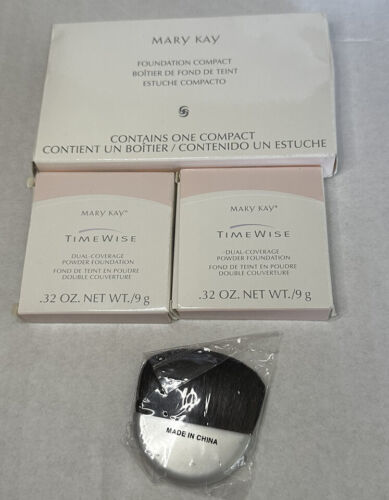 MARY KAY
FOUNDATION COMPACT
BOÎTIER DE FOND DE TEINT
ESTUCHE COMPACTO
CONTAINS ONE COMPACT
CONTIENT UN BOÎTIER / CONTENIDO UN ESTUCHE
MARY KAY®
TIMEWISE
DUAL-COVERAGE
POWDER FOUNDATION
FOND DE TEINT EN POUDRE
DOUBLE COUVERTURE
.32 OZ. NET WT./9 g
MARY KAY®
TIMEWISE
DUAL-COVERAGE
POWDER FOUNDATION
FOND DE TEINT EN POUDRE
DOUBLE COUVERTURE
.32 OZ. NET WT./9 g
MADE IN CHINA